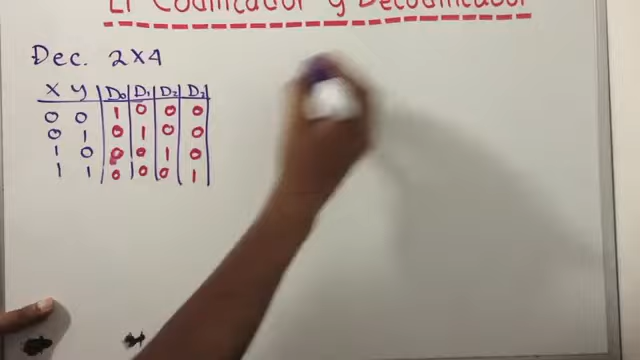 El Codificador y Decodificador
Dec. 2x4
X Y D0 D1 D2 D3
0 0 1 0 0 0
0 1 0 1 0 0
1 0 0 0 1 0
1 1 0 0 0 1